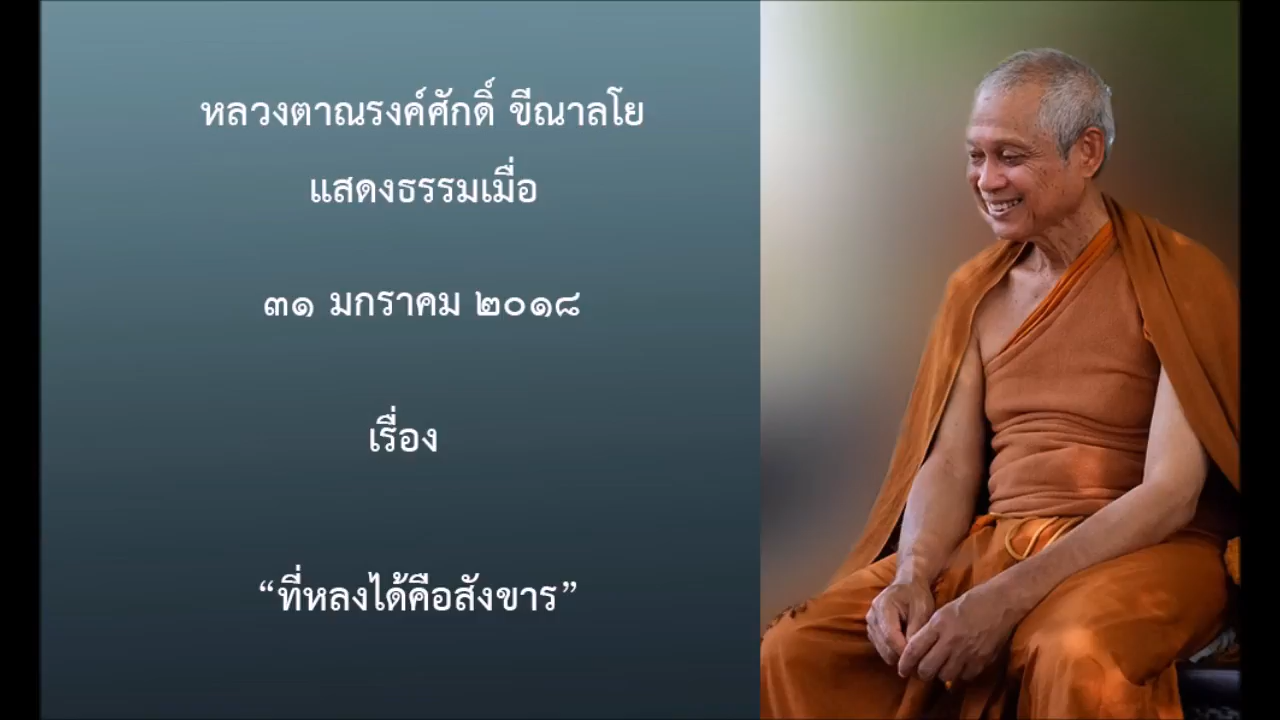 หลวงตาณรงค์ศักดิ์ ขีณาลโย
แสดงธรรมเมื่อ
๓๑ มกราคม ๒๐๑๘
เรื่อง
“ที่หลงได้คือสังขาร”